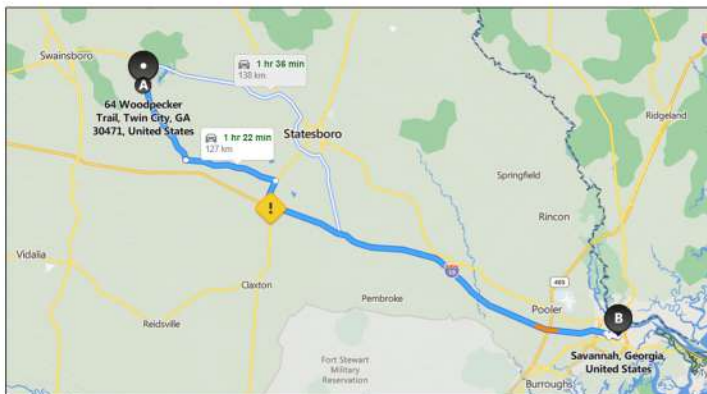 Swainsboro
A
64 Woodpecker
Trail, Twin City, GA
30471, United States
1 hr 36 min
138 km
Statesboro
1 hr 22 min
127 km
Ridgeland
Springfield
Rincon
!
Vidalia
Claxton
Pembroke
Reidsville
Pooler
B
Fort Stewart
Military
Reservation
Savannah, Georgia,
United States
Burroughs